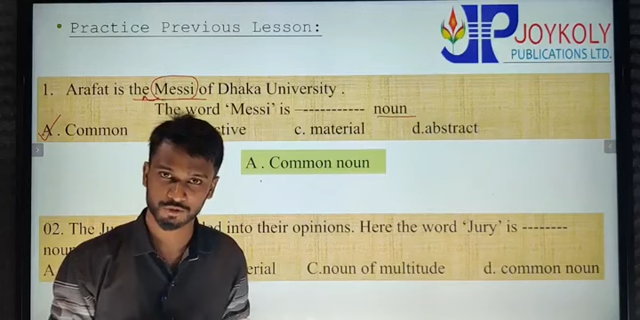 • Practice Previous Lesson:
JP JOYKOLY
PUBLICATIONS LTD.
1. Arafat is the Messi of Dhaka University .
The word ‘Messi’ is ----------- noun
A . Common ctive c. material d.abstract
A . Common noun
02. The Ju d into their opinions. Here the word ‘Jury’ is --------
noun
A erial C.noun of multitude d. common noun